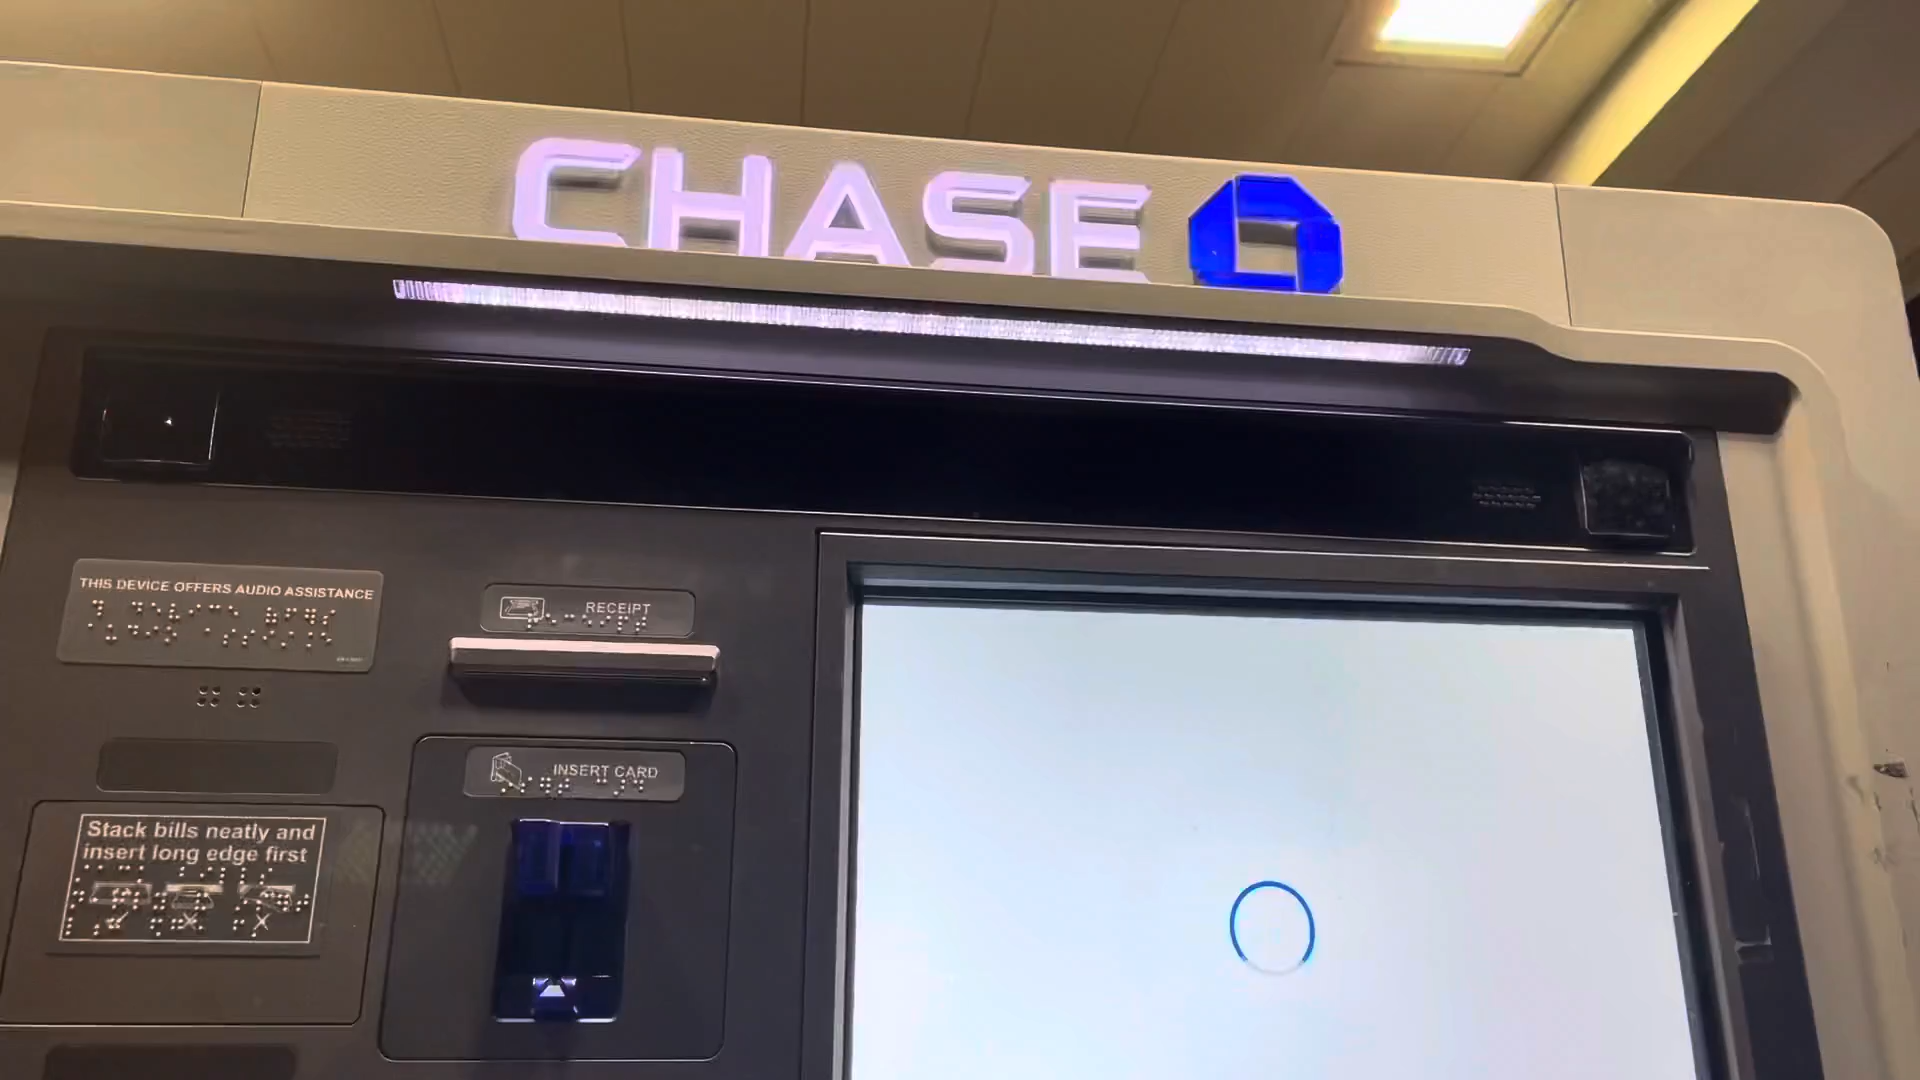 CHASE
THIS DEVICE OFFERS AUDIO ASSISTANCE
RECEIPT
INSERT CARD
Stack bills neatly and
insert long edge first